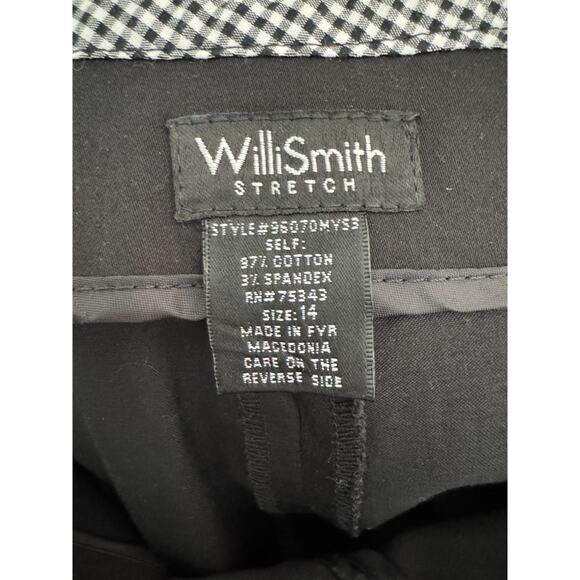 WilliSmith
STRETCH
STYLE#96070MYS3
SELF:
97% COTTON
3% SPANDEX
RN#75343
SIZE:14
MADE IN FYR
MACEDONIA
CARE ON THE
REVERSE SIDE